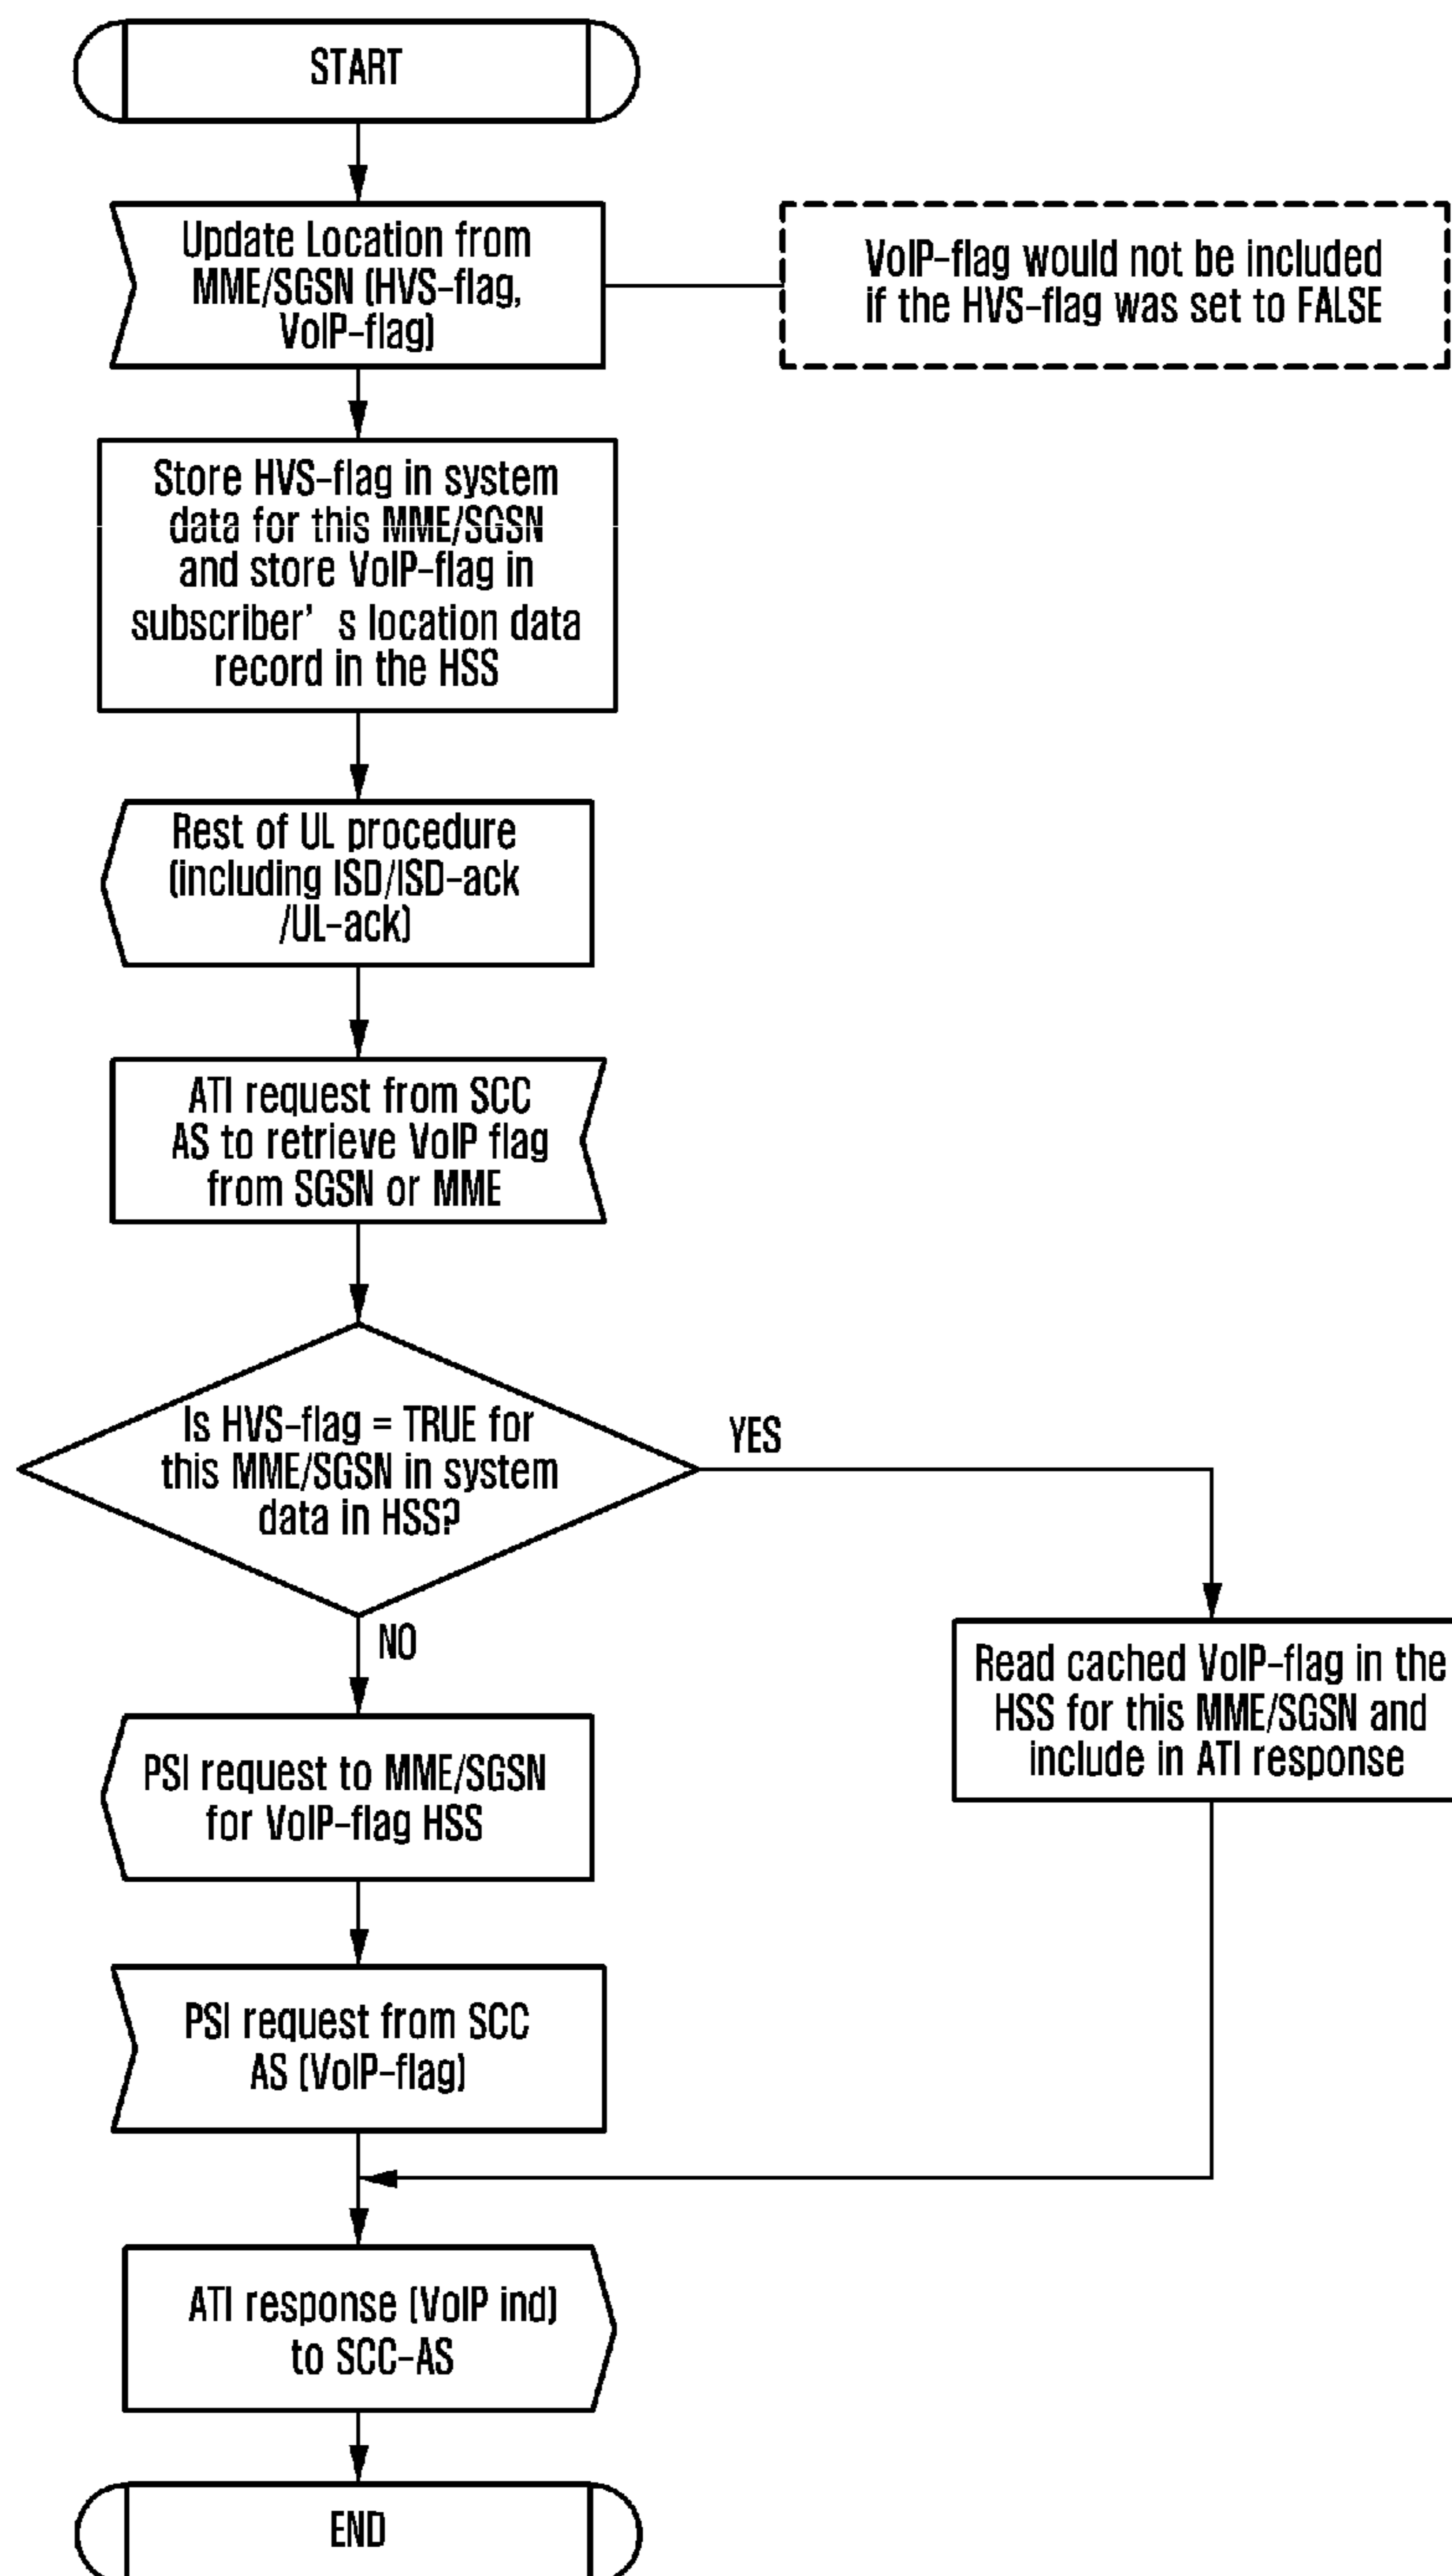 START
Update Location from
MME/SGSN (HVS-flag,
VoIP-flag)
VoIP-flag would not be included
if the HVS-flag was set to FALSE
Store HVS-flag in system
data for this MME/SGSN
and store VoIP-flag in
subscriber' s location data
record in the HSS
Rest of UL procedure
(including ISD/ISD-ack
/UL-ack)
ATI request from SCC
AS to retrieve VoIP flag
from SGSN or MME
Is HVS-flag = TRUE for
this MME/SGSN in system
data in HSS?
YES
NO
Read cached VoIP-flag in the
HSS for this MME/SGSN and
include in ATI response
PSI request to MME/SGSN
for VoIP-flag HSS
PSI request from SCC
AS (VoIP-flag)
ATI response (VoIP ind)
to SCC-AS
END